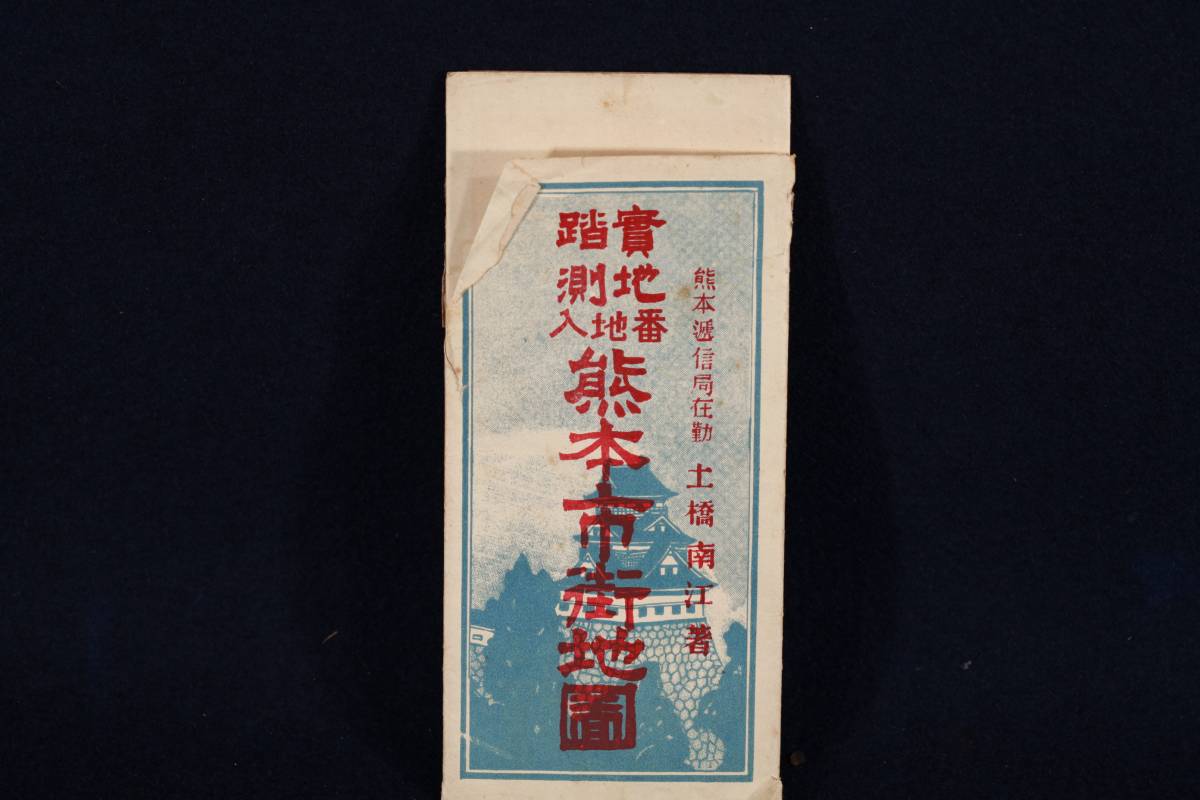 熊本遞信局在勤 土橋南江著
實地
踏測
番地入
熊本市街地圖